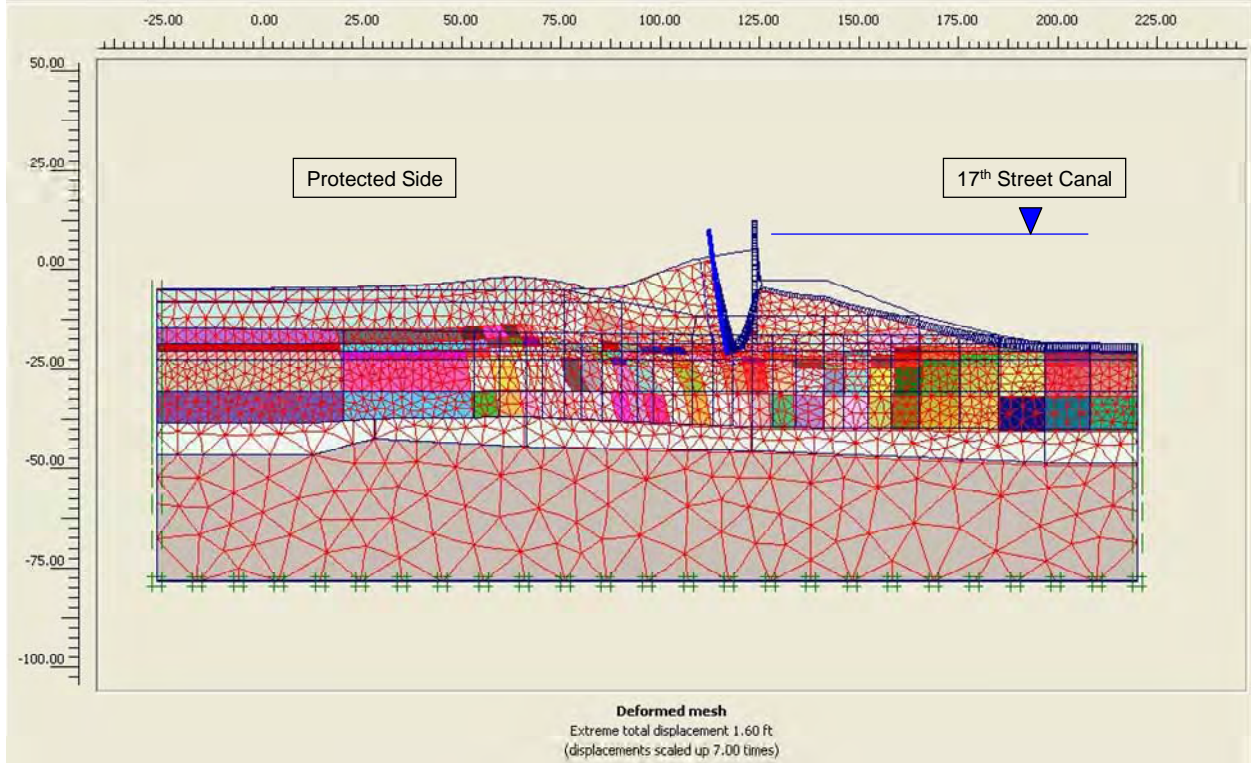 -25.00 0.00 25.00 50.00 75.00 100.00 125.00 150.00 175.00 200.00 225.00
50.00
25.00
Protected Side
17th Street Canal
0.00
-25.00
-50.00
-75.00
-100.00
Deformed mesh
Extreme total displacement 1.60 ft
(displacements scaled up 7.00 times)